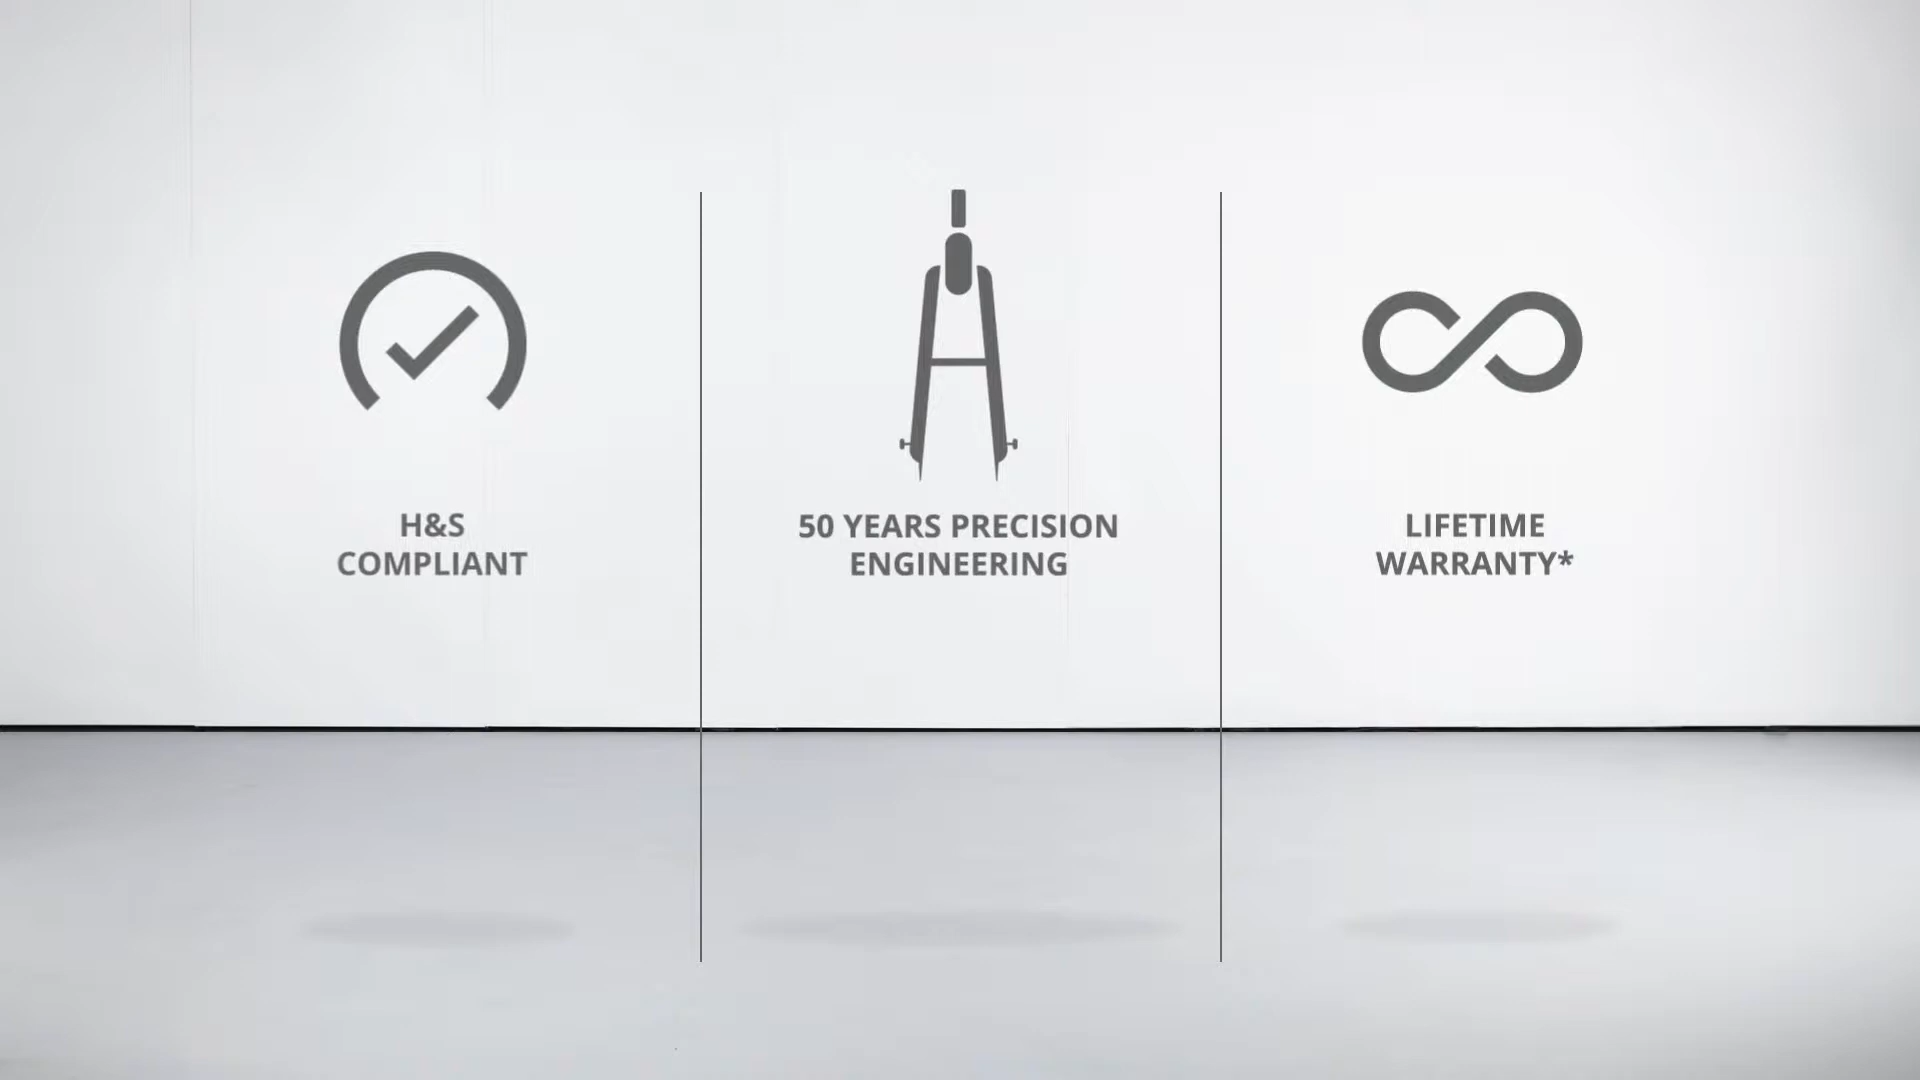 H&S
COMPLIANT
50 YEARS PRECISION
ENGINEERING
LIFETIME
WARRANTY*